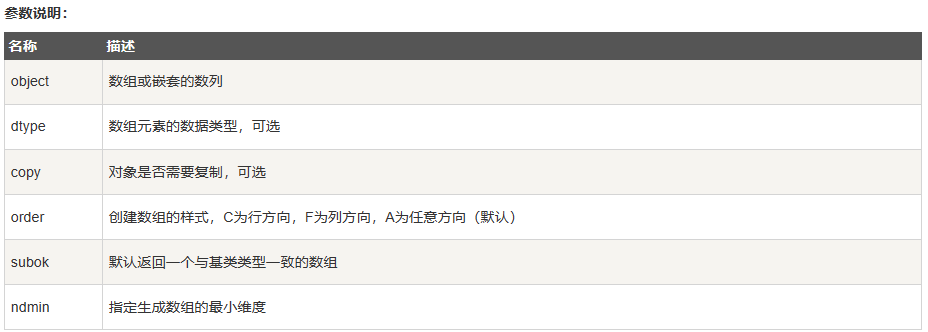 参数说明：
名称 描述
object 数组或嵌套的数列
dtype 数组元素的数据类型，可选
copy 对象是否需要复制，可选
order 创建数组的样式，C为行方向，F为列方向，A为任意方向（默认）
subok 默认返回一个与基类类型一致的数组
ndmin 指定生成数组的最小维度